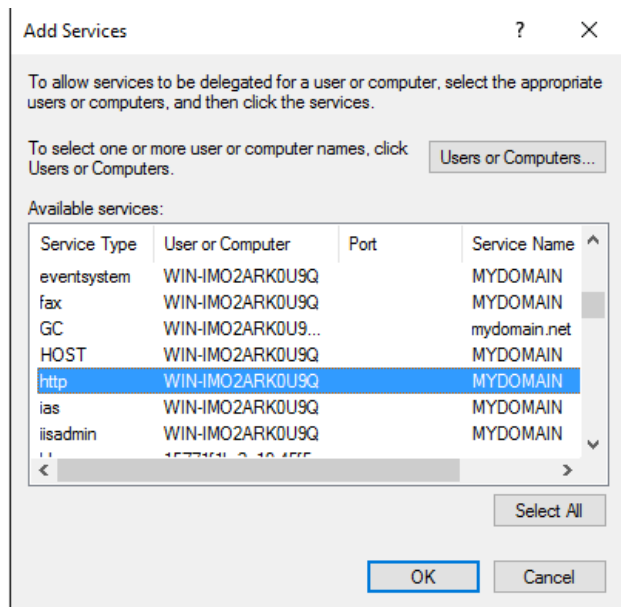 Add Services
?
To allow services to be delegated for a user or computer, select the appropriate
users or computers, and then click the services.
To select one or more user or computer names, click
Users or Computers.
Users or Computers...
Available services:
Service Type User or Computer Port Service Name
eventsystem WIN-IMO2ARK0U9Q MYDOMAIN
fax WIN-IMO2ARK0U9Q MYDOMAIN
GC WIN-IMO2ARK0U9... mydomain.net
HOST WIN-IMO2ARK0U9Q MYDOMAIN
http WIN-IMO2ARK0U9Q MYDOMAIN
ias WIN-IMO2ARK0U9Q MYDOMAIN
iisadmin WIN-IMO2ARK0U9Q MYDOMAIN
Select All
OK Cancel